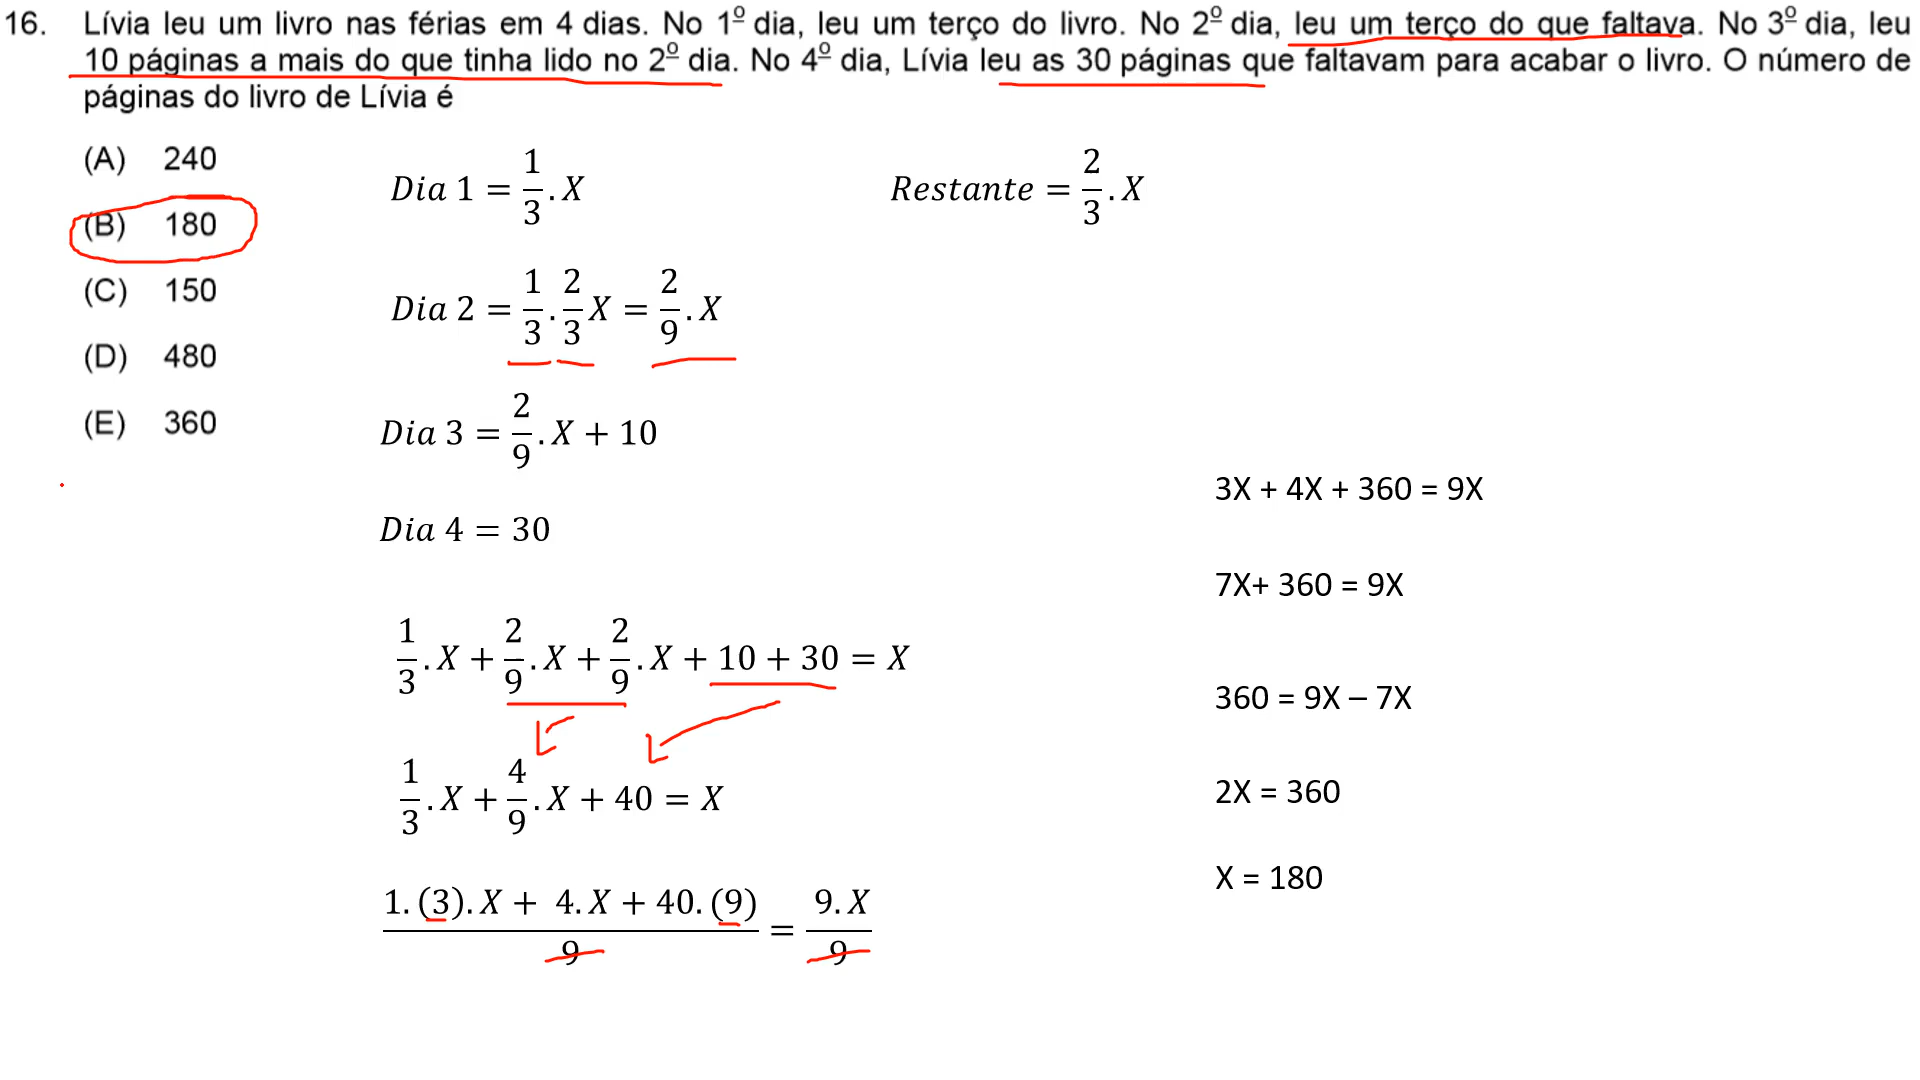 16. Lívia leu um livro nas férias em 4 dias. No 1º dia, leu um terço do livro. No 2º dia, leu um terço do que faltava. No 3º dia, leu
10 páginas a mais do que tinha lido no 2º dia. No 4º dia, Lívia leu as 30 páginas que faltavam para acabar o livro. O número de
páginas do livro de Lívia é
(A) 240
(B) 180
(C) 150
(D) 480
(E) 360
Dia 1 = 1/3 . X
Restante = 2/3 . X
Dia 2 = 1/3 . 2/3 X = 2/9 . X
Dia 3 = 2/9 . X + 10
Dia 4 = 30
1/3 . X + 2/9 . X + 2/9 . X + 10 + 30 = X
1/3 . X + 4/9 . X + 40 = X
1. (3). X + 4. X + 40. (9) / 9 = 9. X / 9
3X + 4X + 360 = 9X
7X+ 360 = 9X
360 = 9X – 7X
2X = 360
X = 180